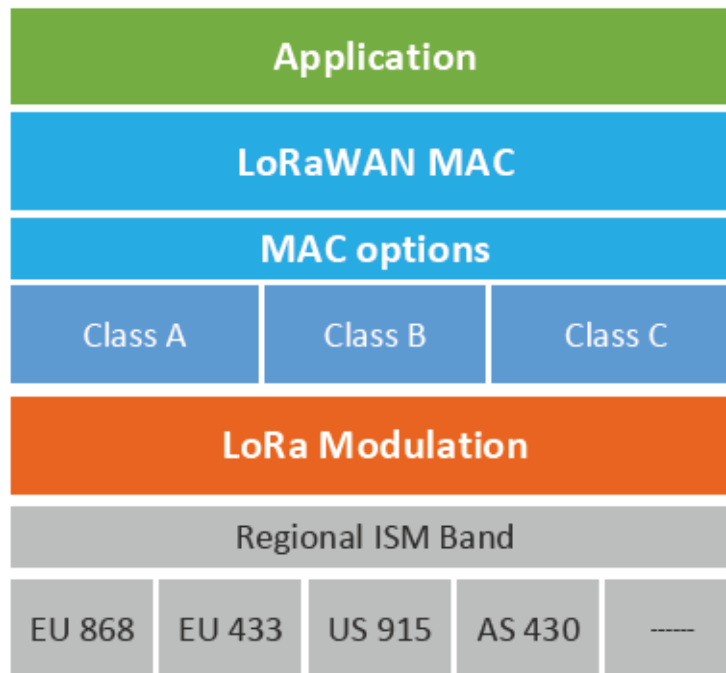 Application
LoRaWAN MAC
MAC options
Class A Class B Class C
LoRa Modulation
Regional ISM Band
EU 868 EU 433 US 915 AS 430 ------